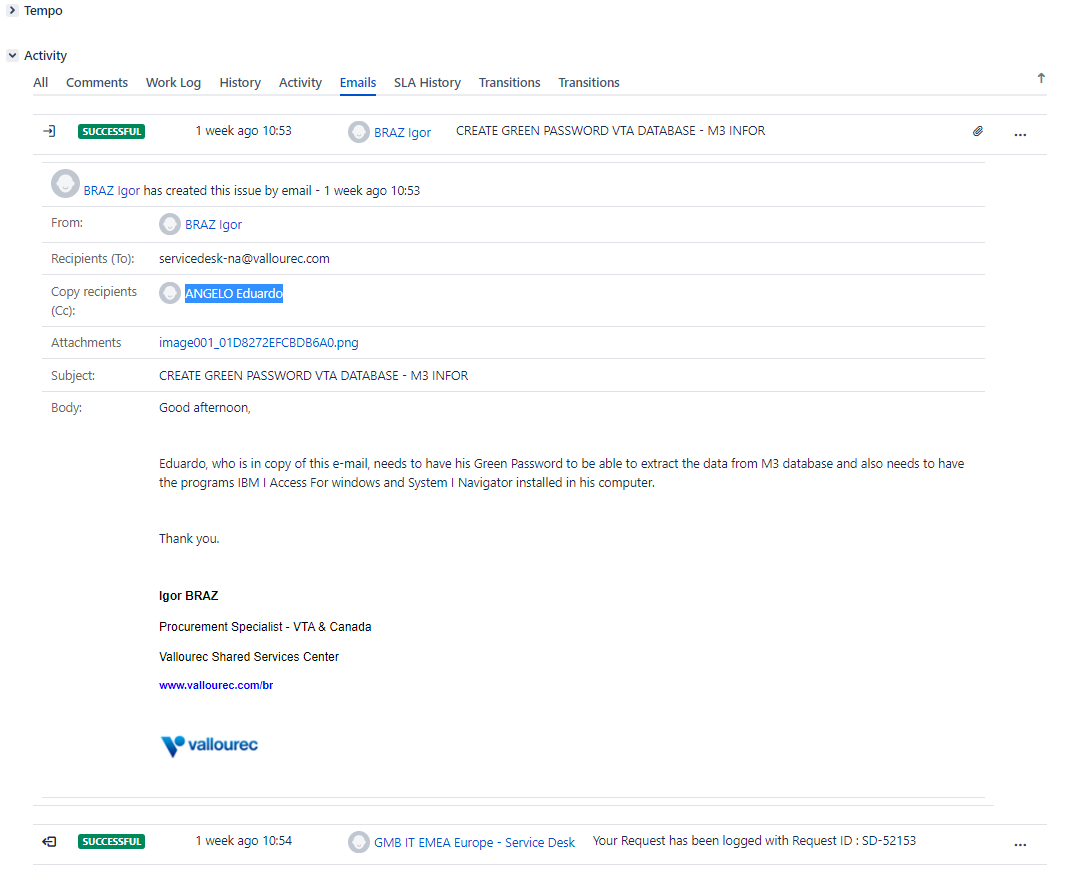 Tempo
Activity
All Comments Work Log History Activity Emails SLA History Transitions Transitions
SUCCESSFUL 1 week ago 10:53 BRAZ Igor CREATE GREEN PASSWORD VTA DATABASE - M3 INFOR
BRAZ Igor has created this issue by email - 1 week ago 10:53
From: BRAZ Igor
Recipients (To): servicedesk-na@vallourec.com
Copy recipients (Cc): ANGELO Eduardo
Attachments image001_01D8272EFCBDB6A0.png
Subject: CREATE GREEN PASSWORD VTA DATABASE - M3 INFOR
Body: Good afternoon,
Eduardo, who is in copy of this e-mail, needs to have his Green Password to be able to extract the data from M3 database and also needs to have
the programs IBM I Access For windows and System I Navigator installed in his computer.
Thank you.
Igor BRAZ
Procurement Specialist - VTA & Canada
Vallourec Shared Services Center
www.vallourec.com/br
vallourec
SUCCESSFUL 1 week ago 10:54 GMB IT EMEA Europe - Service Desk Your Request has been logged with Request ID : SD-52153